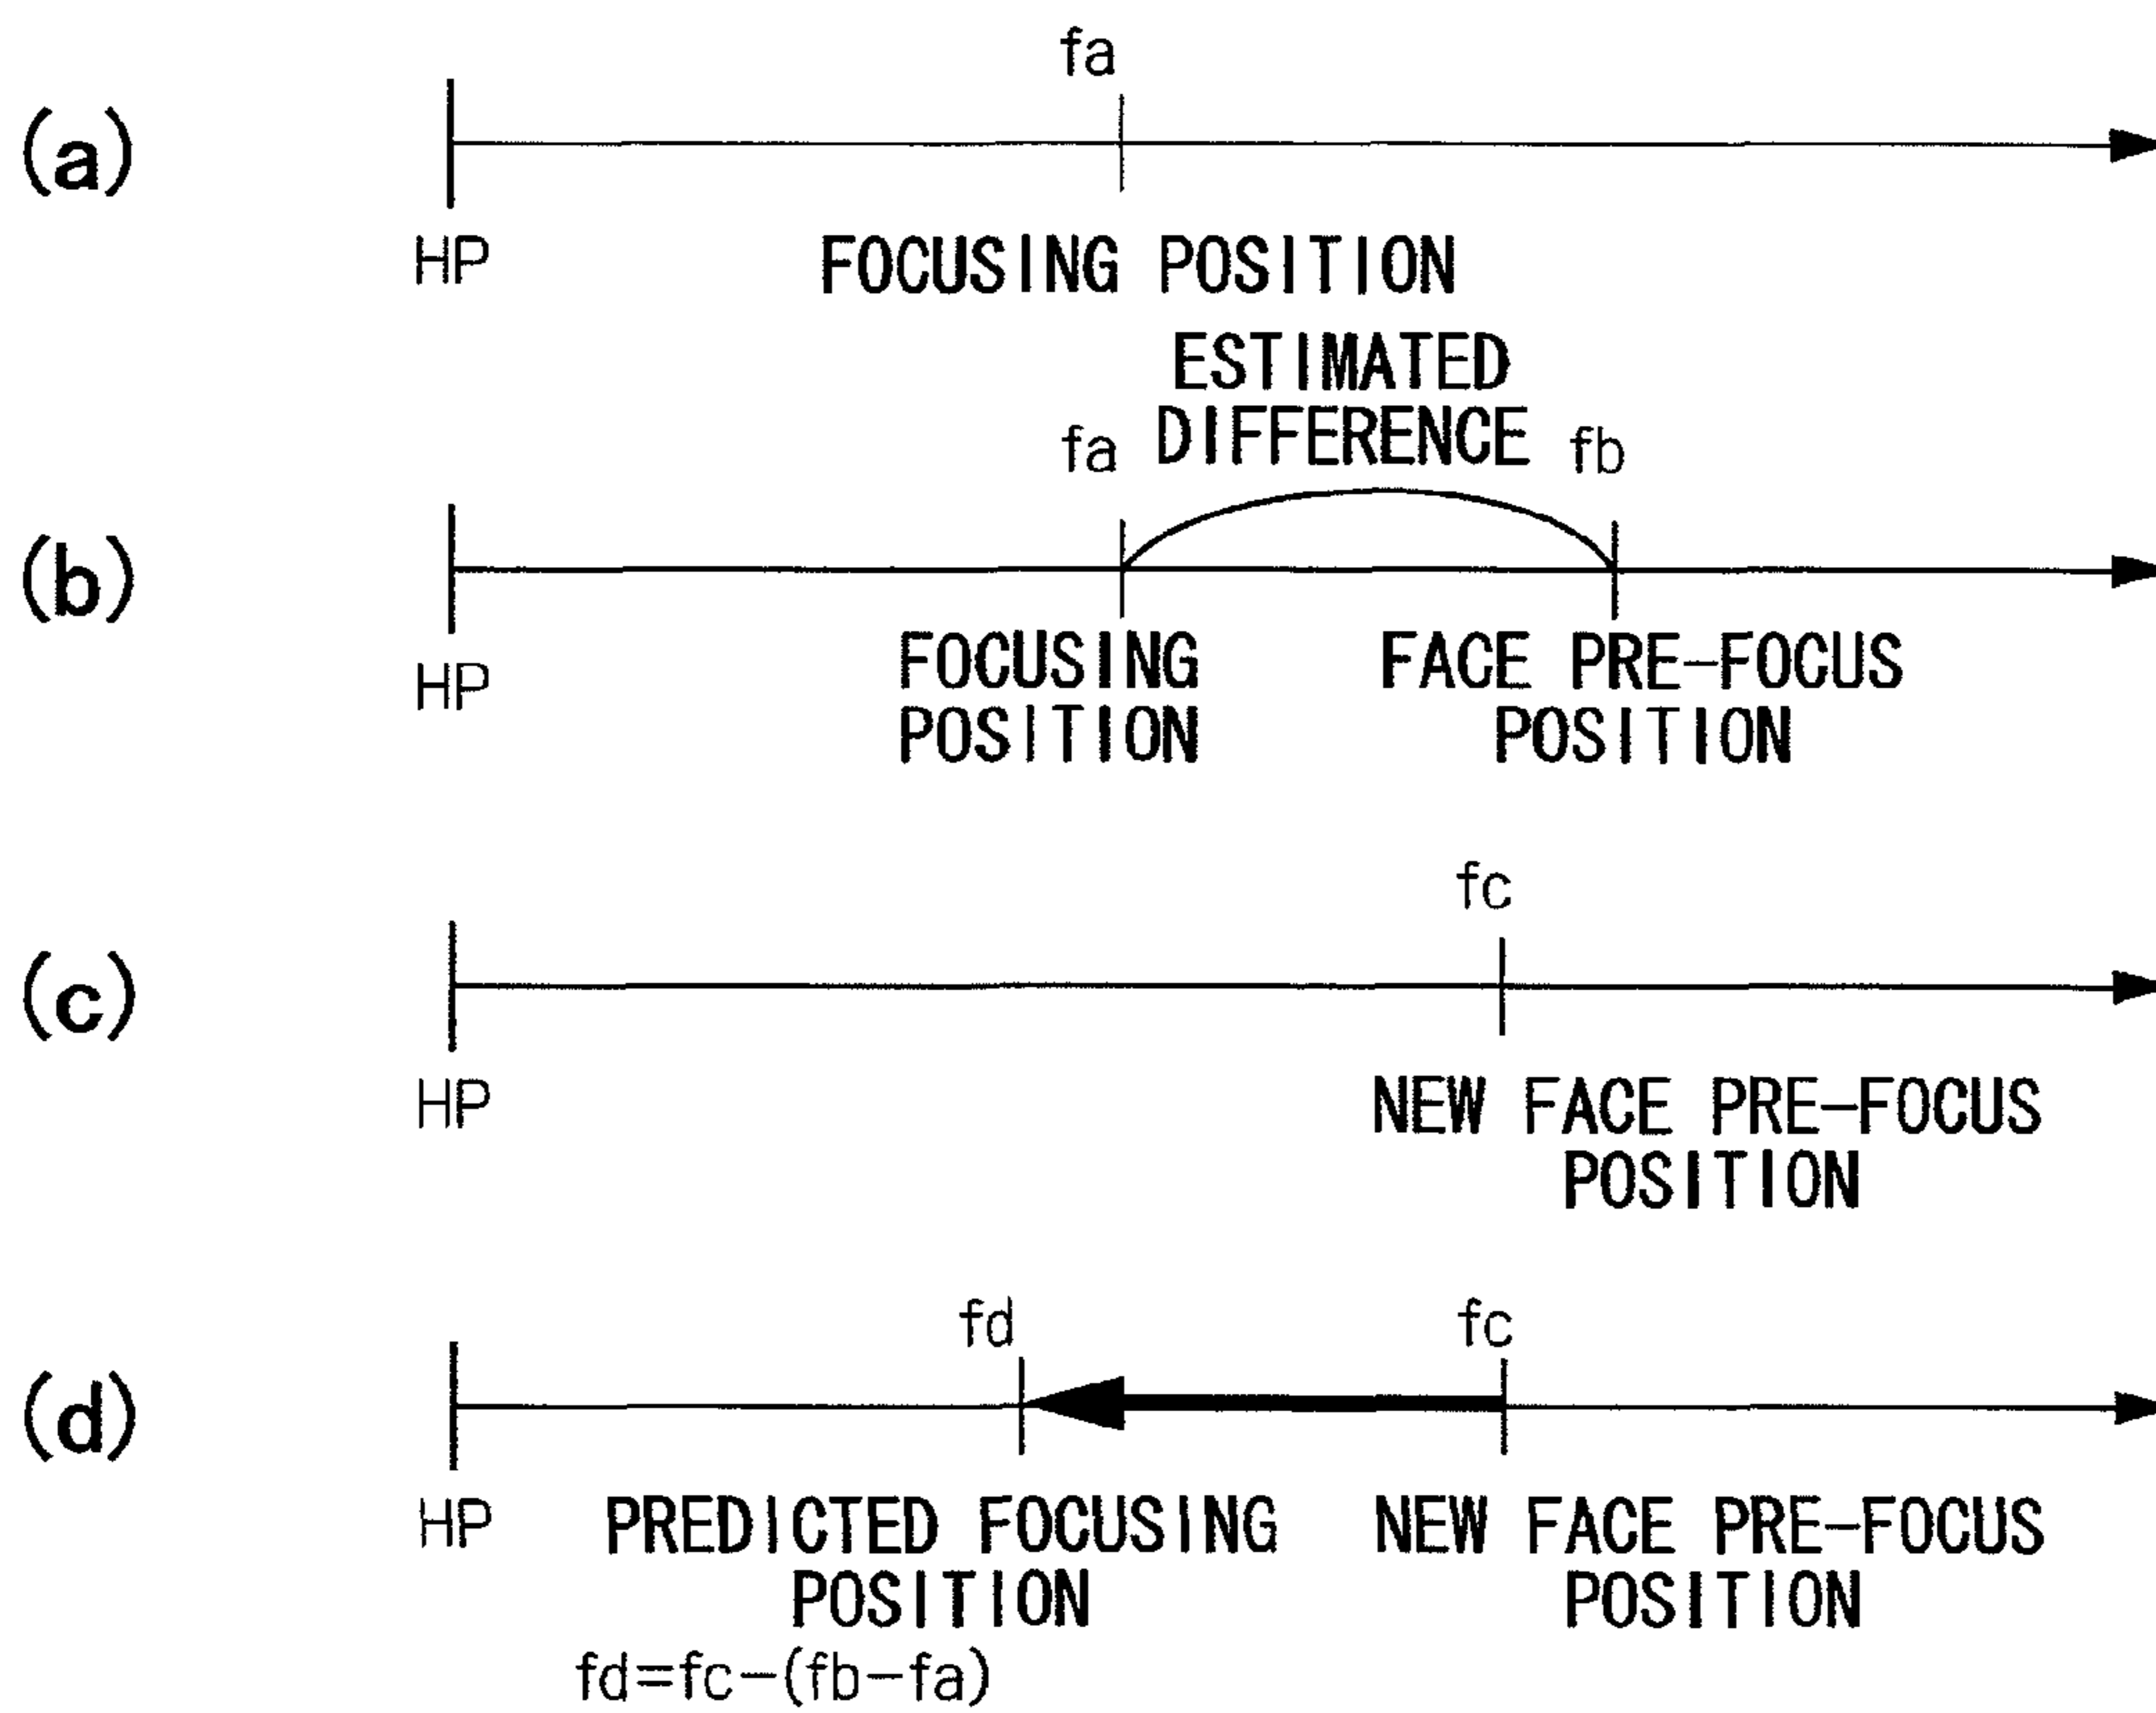 fa
(a)
HP
FOCUSING POSITION
ESTIMATED
DIFFERENCE
fa
fb
(b)
HP
FOCUSING
POSITION
FACE PRE-FOCUS
POSITION
fc
(c)
HP
NEW FACE PRE-FOCUS
POSITION
fd
fc
(d)
HP
PREDICTED FOCUSING
POSITION
NEW FACE PRE-FOCUS
POSITION
fd=fc-(fb-fa)